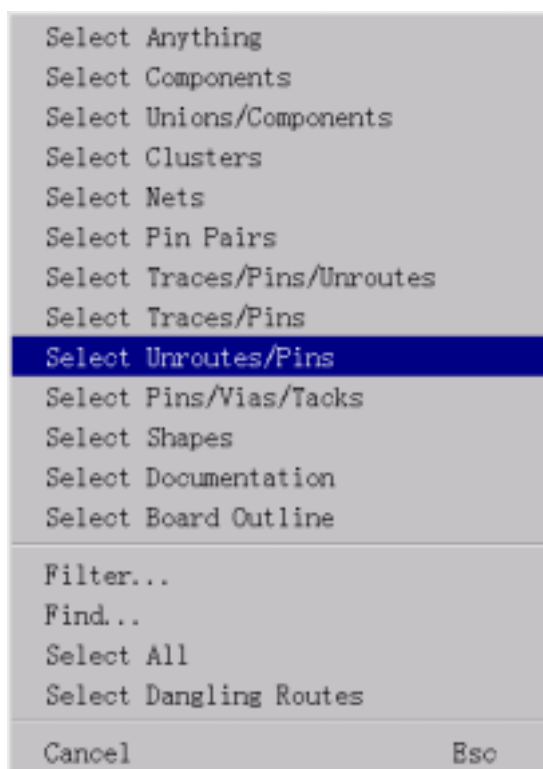 Select Anything
Select Components
Select Unions/Components
Select Clusters
Select Nets
Select Pin Pairs
Select Traces/Pins/Unroutes
Select Traces/Pins
Select Unroutes/Pins
Select Pins/Vias/Tacks
Select Shapes
Select Documentation
Select Board Outline
Filter...
Find...
Select All
Select Dangling Routes
Cancel Esc